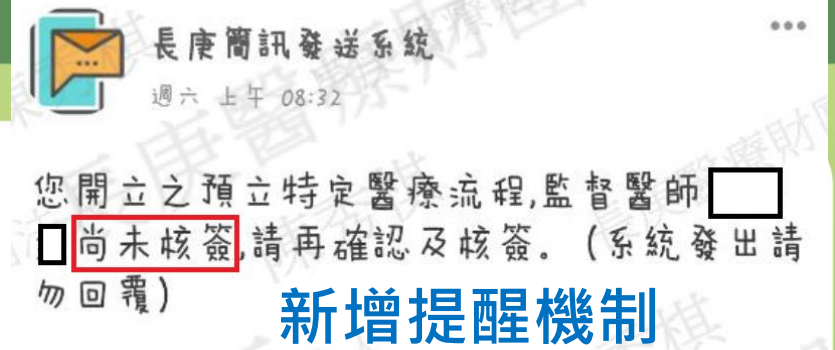 長庚簡訊發送系統
週六 上午 08:32
您開立之預立特定醫療流程,監督醫師
尚未核簽,請再確認及核簽。(系統發出請
勿回覆)
新增提醒機制